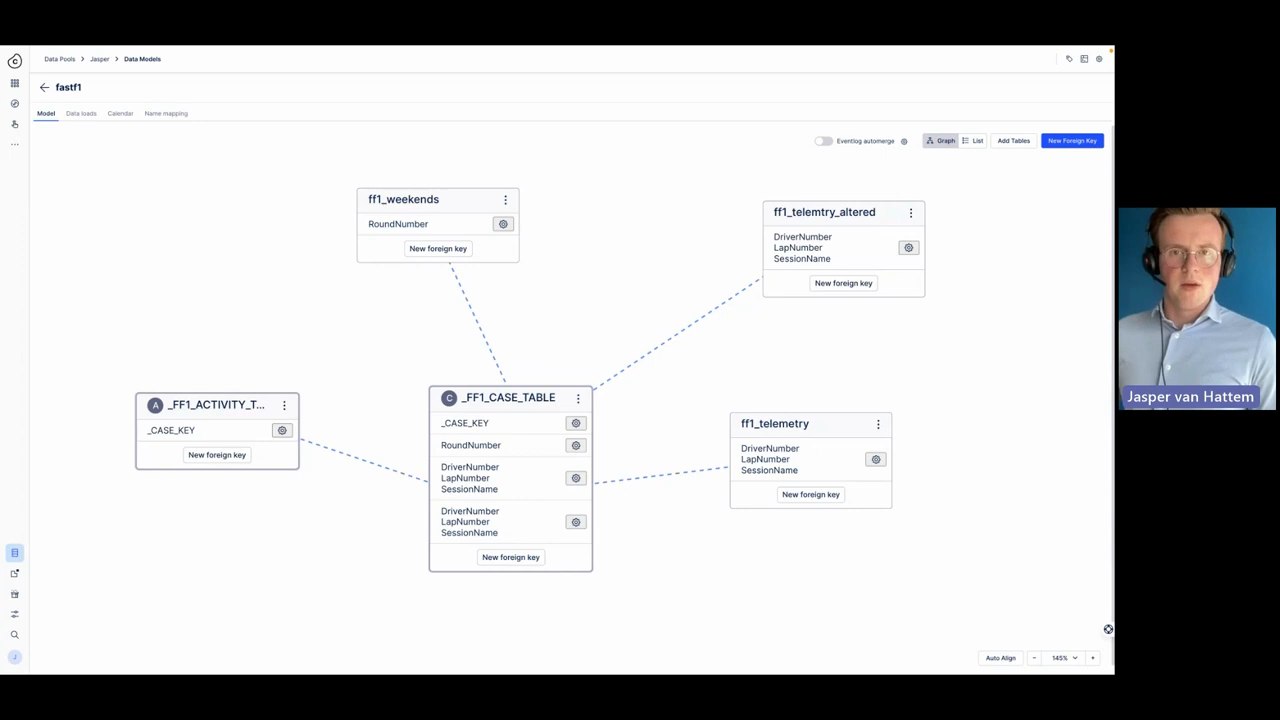 Data Pools > Jasper > Data Models
fastf1
Model Data loads Calendar Name mapping
Eventlog automerge Graph List Add Tables New Foreign Key
ff1_weekends
RoundNumber
New foreign key
ff1_telemtry_altered
DriverNumber
LapNumber
SessionName
New foreign key
A _FF1_ACTIVITY_T...
_CASE_KEY
New foreign key
C _FF1_CASE_TABLE
_CASE_KEY
RoundNumber
DriverNumber
LapNumber
SessionName
DriverNumber
LapNumber
SessionName
New foreign key
ff1_telemetry
DriverNumber
LapNumber
SessionName
New foreign key
Jasper van Hattem
J
Auto Align − 145% +